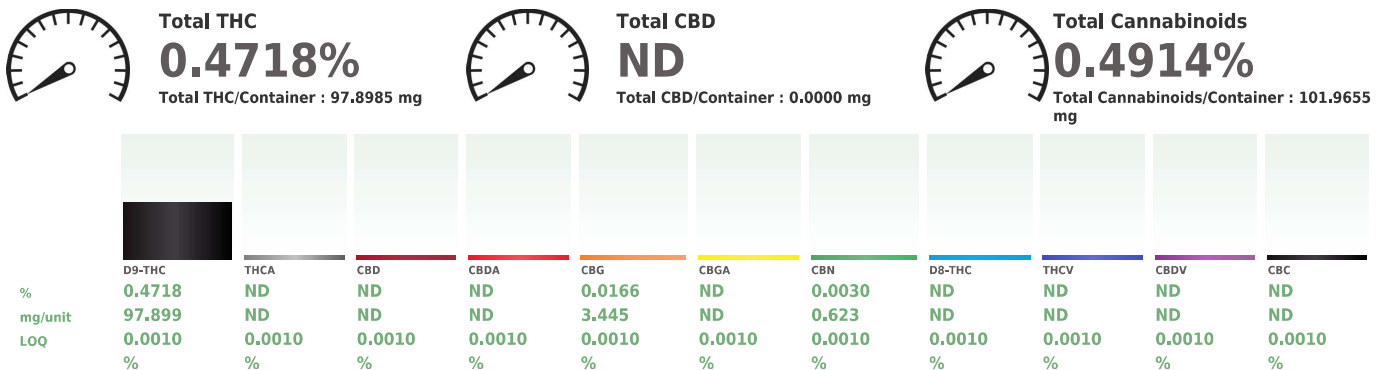 Total THC
0.4718%
Total THC/Container : 97.8985 mg
Total CBD
ND
Total CBD/Container : 0.0000 mg
Total Cannabinoids
0.4914%
Total Cannabinoids/Container : 101.9655
mg
D9-THC THCA CBD CBDA CBG CBGA CBN D8-THC THCV CBDV CBC
% 0.4718 ND ND ND 0.0166 ND 0.0030 ND ND ND ND
mg/unit 97.899 ND ND ND 3.445 ND 0.623 ND ND ND ND
LOQ 0.0010 0.0010 0.0010 0.0010 0.0010 0.0010 0.0010 0.0010 0.0010 0.0010 0.0010
% % % % % % % % % % %